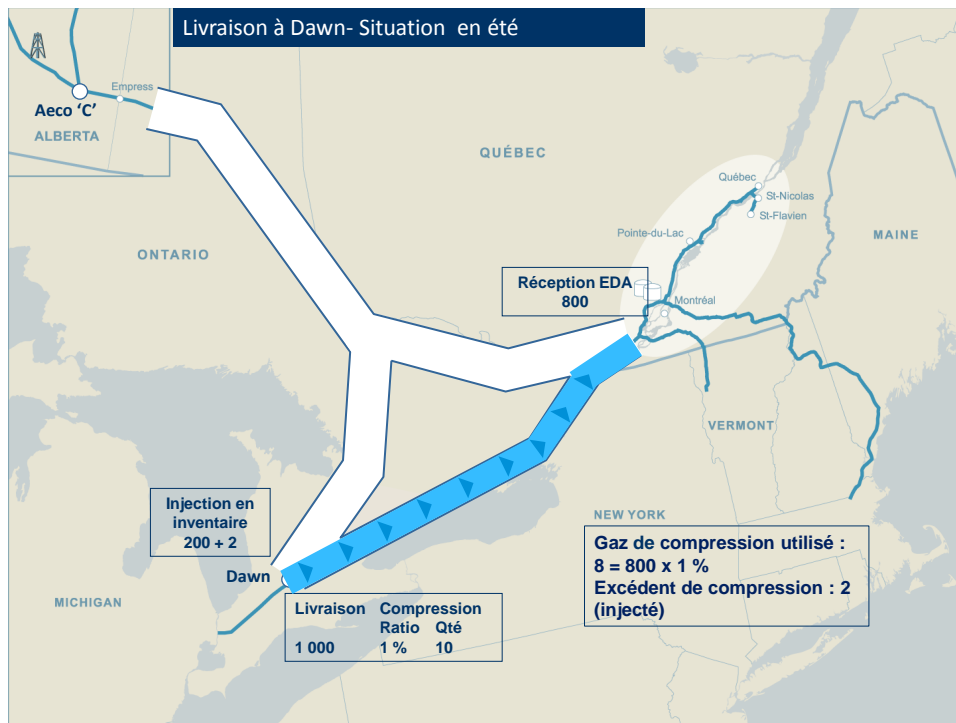 Livraison à Dawn- Situation en été
Empress
Aeco ‘C’
ALBERTA
QUÉBEC
Québec
St-Nicolas
St-Flavien
Pointe-du-Lac
MAINE
ONTARIO
Réception EDA
800
Montréal
VERMONT
Injection en
inventaire
200 + 2
NEW YORK
Gaz de compression utilisé :
8 = 800 x 1 %
Excédent de compression : 2
(injecté)
Dawn
MICHIGAN
Livraison Compression
Ratio Qté
1 000 1 % 10